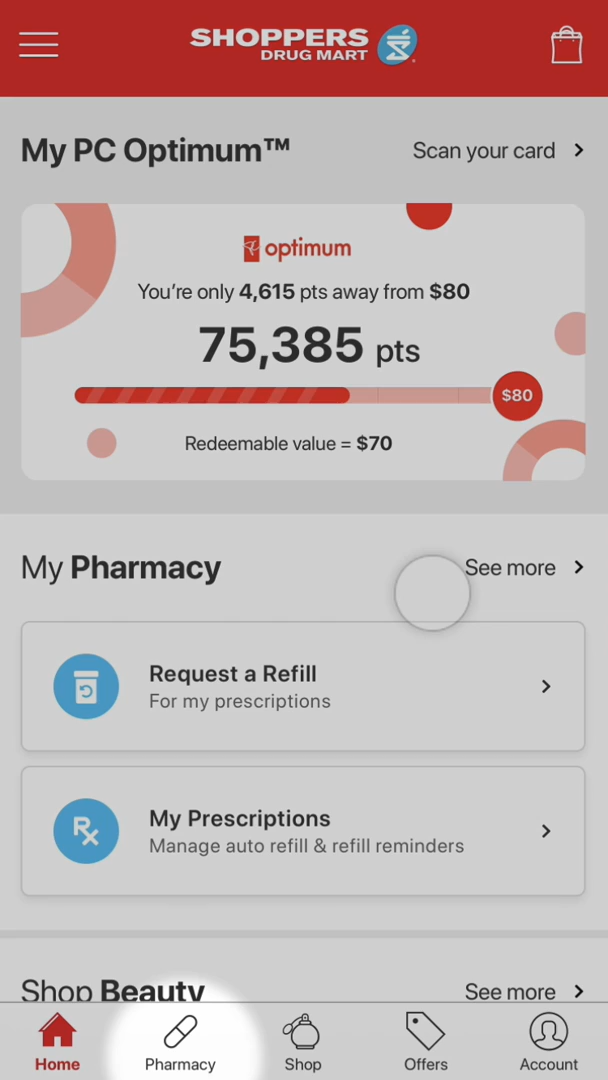 SHOPPERS
DRUG MART
My PC Optimum™
Scan your card
optimum
You're only 4,615 pts away from $80
75,385 pts
$80
Redeemable value = $70
My Pharmacy
See more
Request a Refill
For my prescriptions
Rx
My Prescriptions
Manage auto refill & refill reminders
Shop Beauty
See more
Home
Pharmacy
Shop
Offers
Account